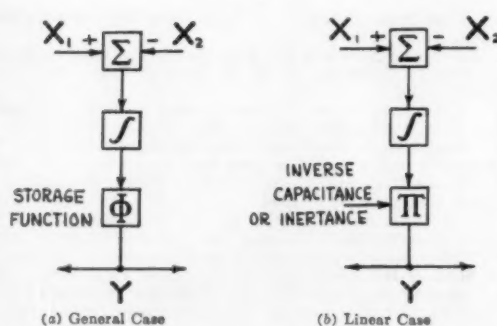 X₁ + Σ - X₂
∫
STORAGE
FUNCTION
Φ
Y
(a) General Case
X₁ + Σ - X₂
∫
INVERSE
CAPACITANCE
OR INERTANCE
Π
Y
(b) Linear Case